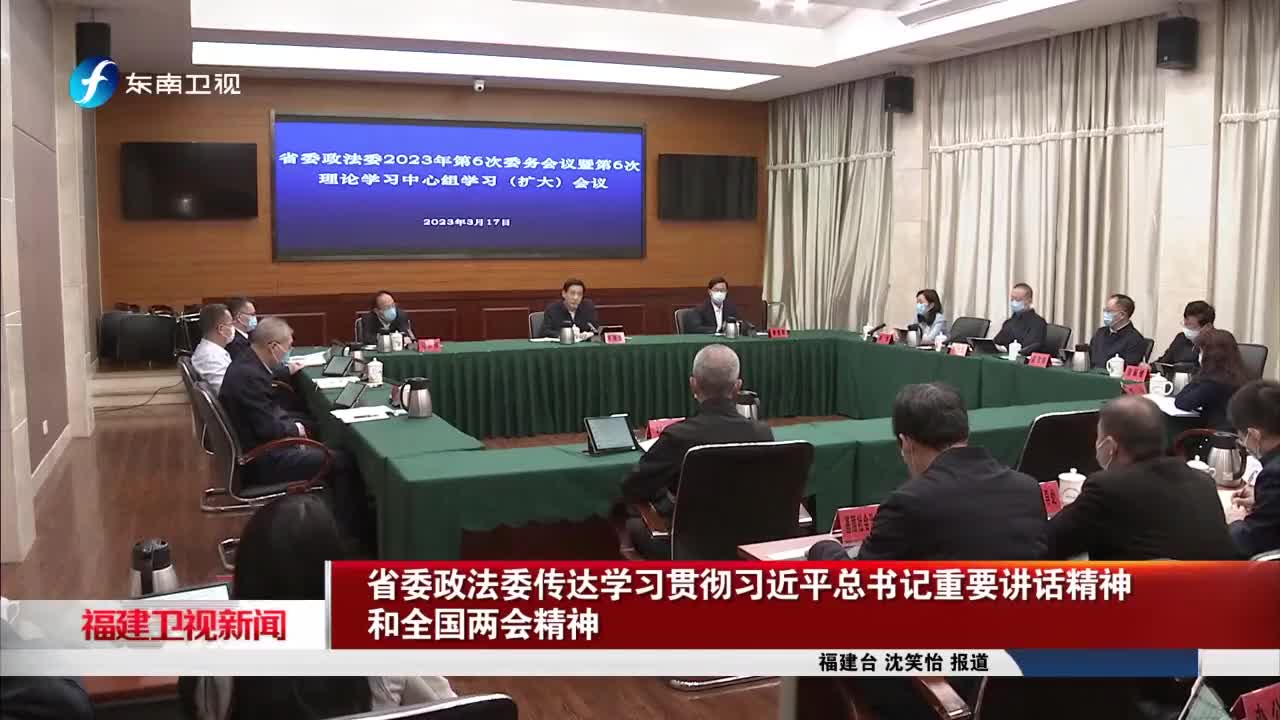 东南卫视
省委政法委2023年第6次委务会议暨第6次
理论学习中心组学习（扩大）会议
2023年3月17日
省委政法委传达学习贯彻习近平总书记重要讲话精神
和全国两会精神
福建卫视新闻
福建台 沈笑怡 报道